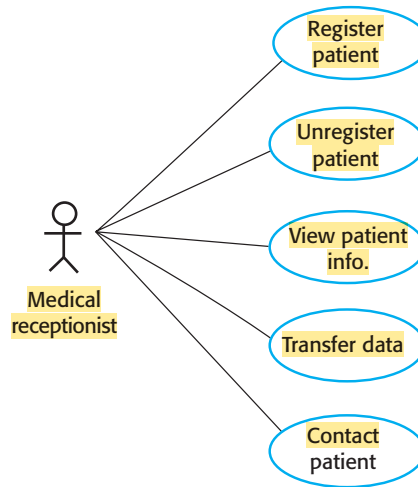 Register
patient
Unregister
patient
View patient
info.
Medical
receptionist
Transfer data
Contact
patient